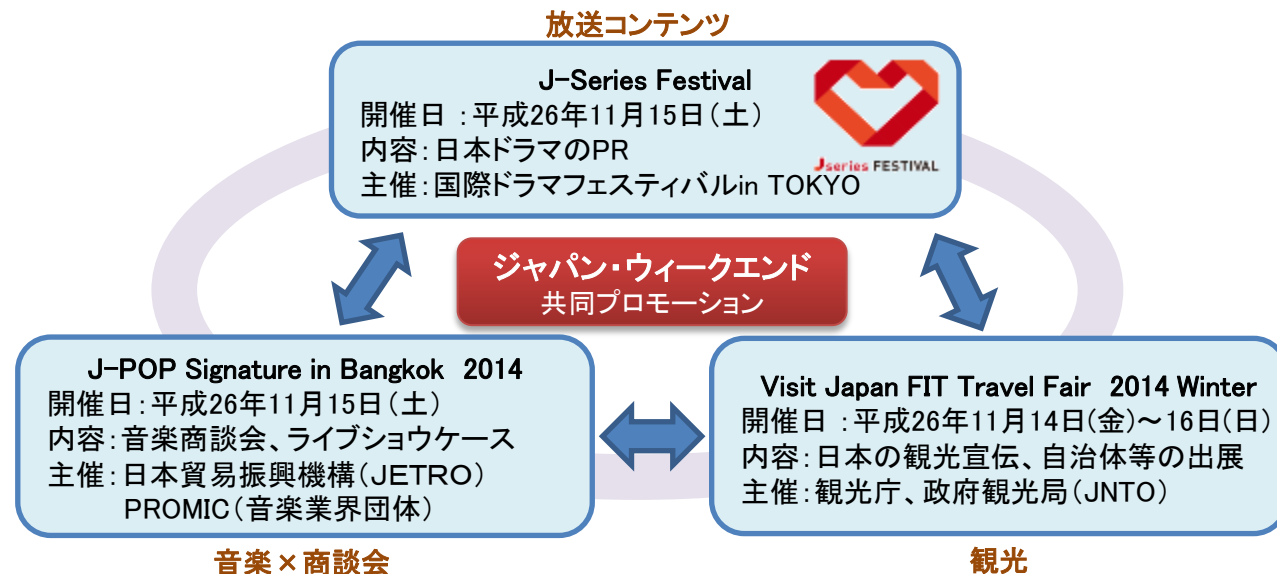 放送コンテンツ
J-Series Festival
開催日 ：平成26年11月15日（土）
内容：日本ドラマのPR
主催：国際ドラマフェスティバルin TOKYO
Jseries FESTIVAL
ジャパン・ウィークエンド
共同プロモーション
J-POP Signature in Bangkok 2014
開催日：平成26年11月15日（土）
内容：音楽商談会、ライブショウケース
主催：日本貿易振興機構（JETRO）
PROMIC（音楽業界団体）
音楽×商談会
Visit Japan FIT Travel Fair 2014 Winter
開催日 ：平成26年11月14日(金)～16日(日)
内容：日本の観光宣伝、自治体等の出展
主催：観光庁、政府観光局（JNTO）
観光